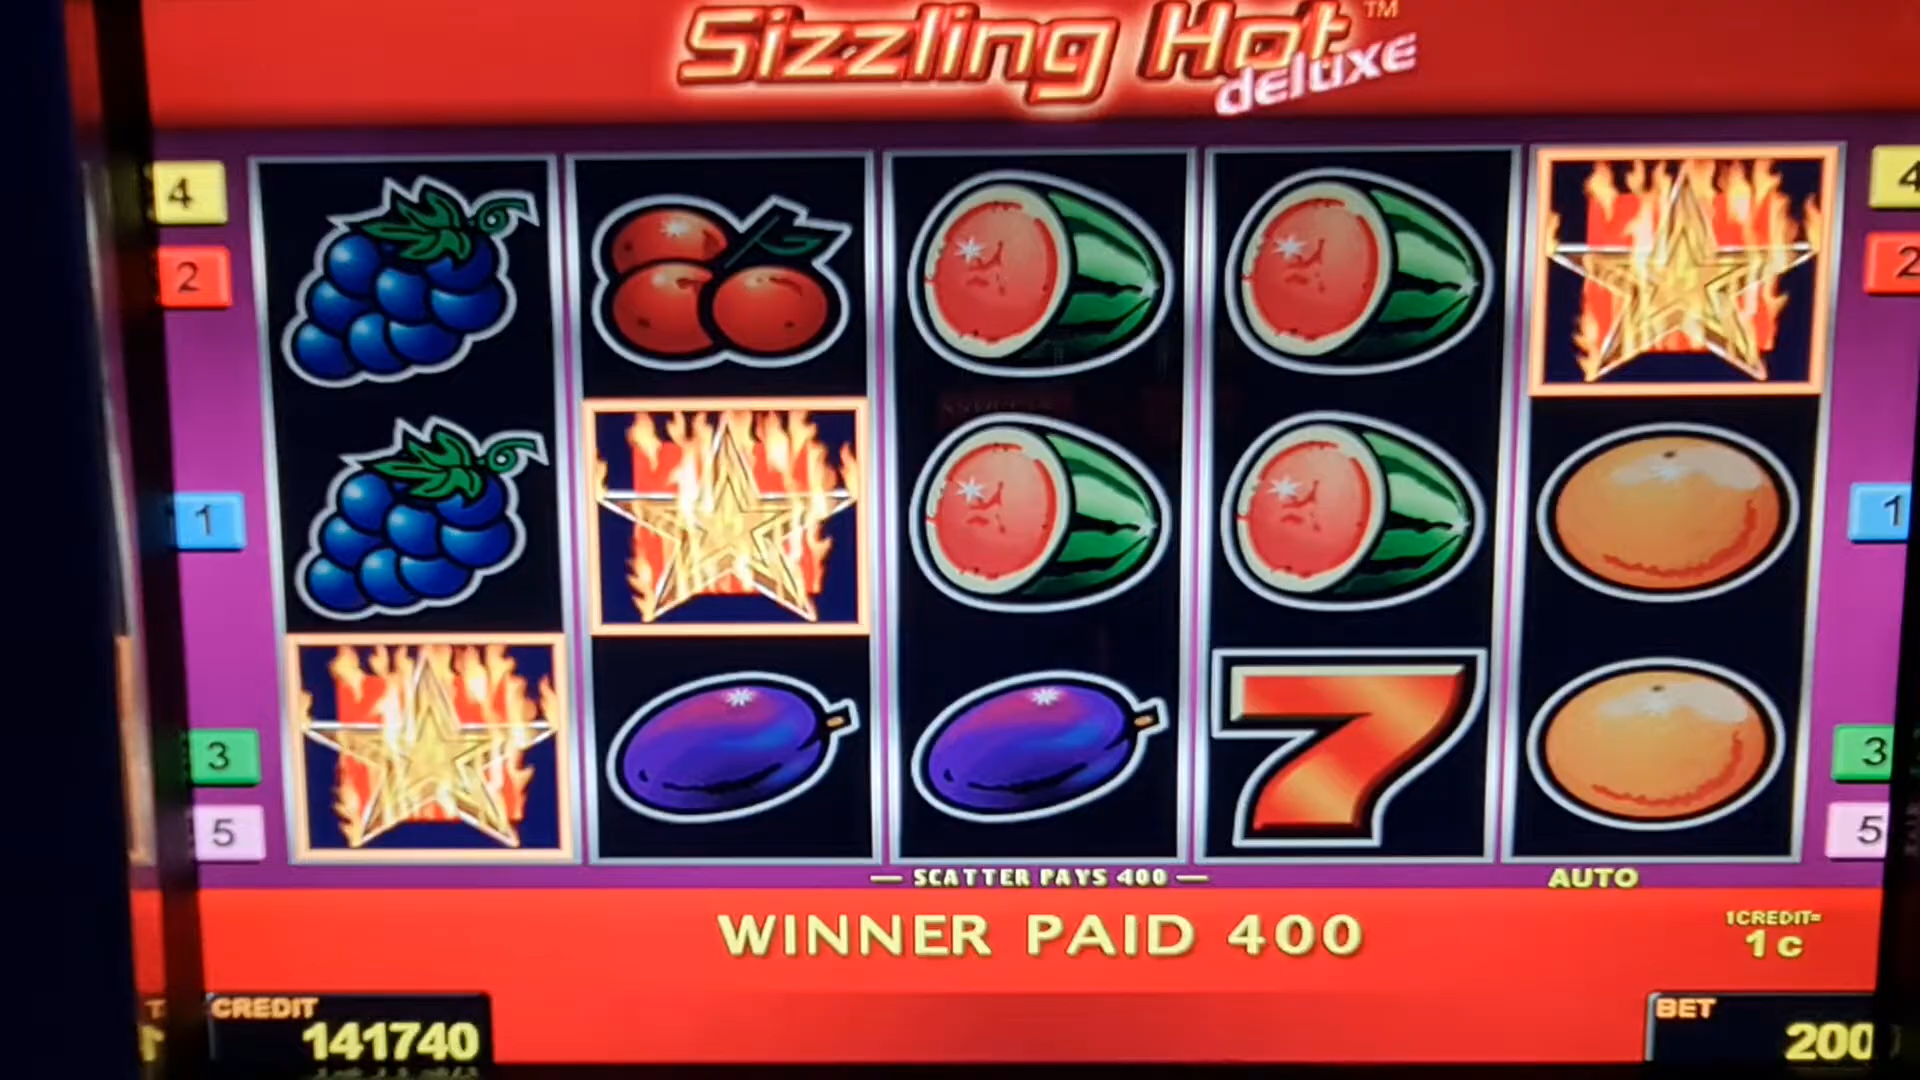 Sizzling Hot™
deluxe
4
4
2
2
1
1
3
3
5
5
— SCATTER PAYS 400 —
AUTO
WINNER PAID 400
1CREDIT=
1 c
CREDIT
141740
BET
200